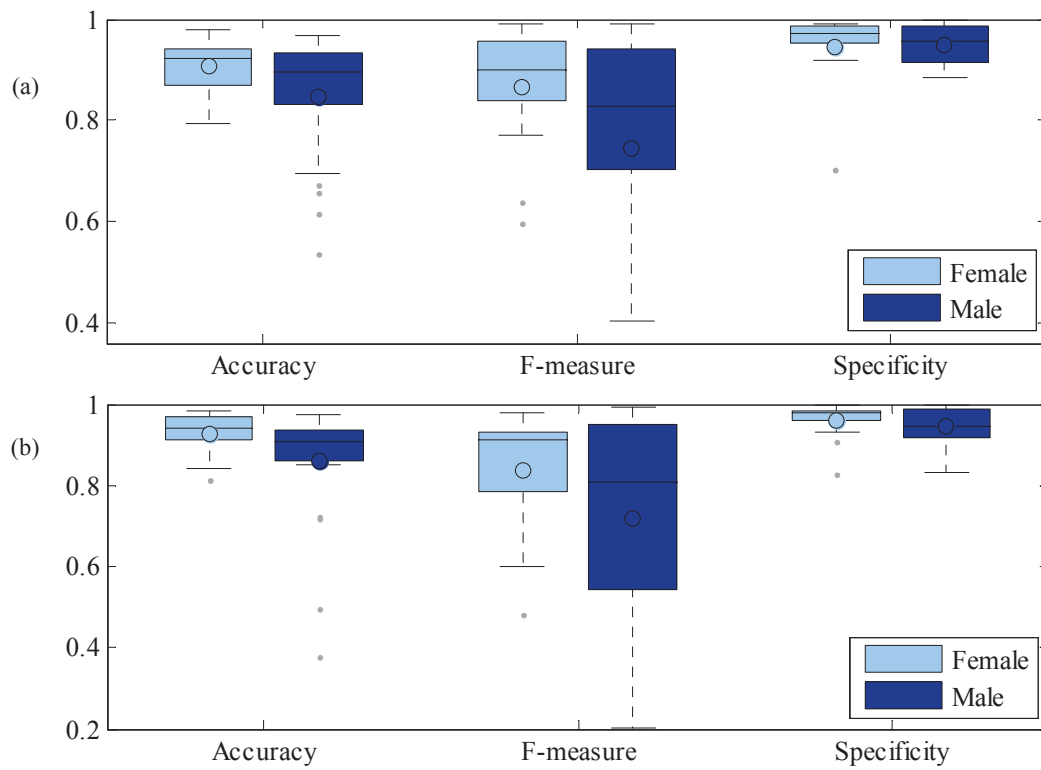 (a)
1
0.8
0.6
0.4
Accuracy F-measure Specificity
Female
Male
(b)
1
0.8
0.6
0.4
0.2
Accuracy F-measure Specificity
Female
Male